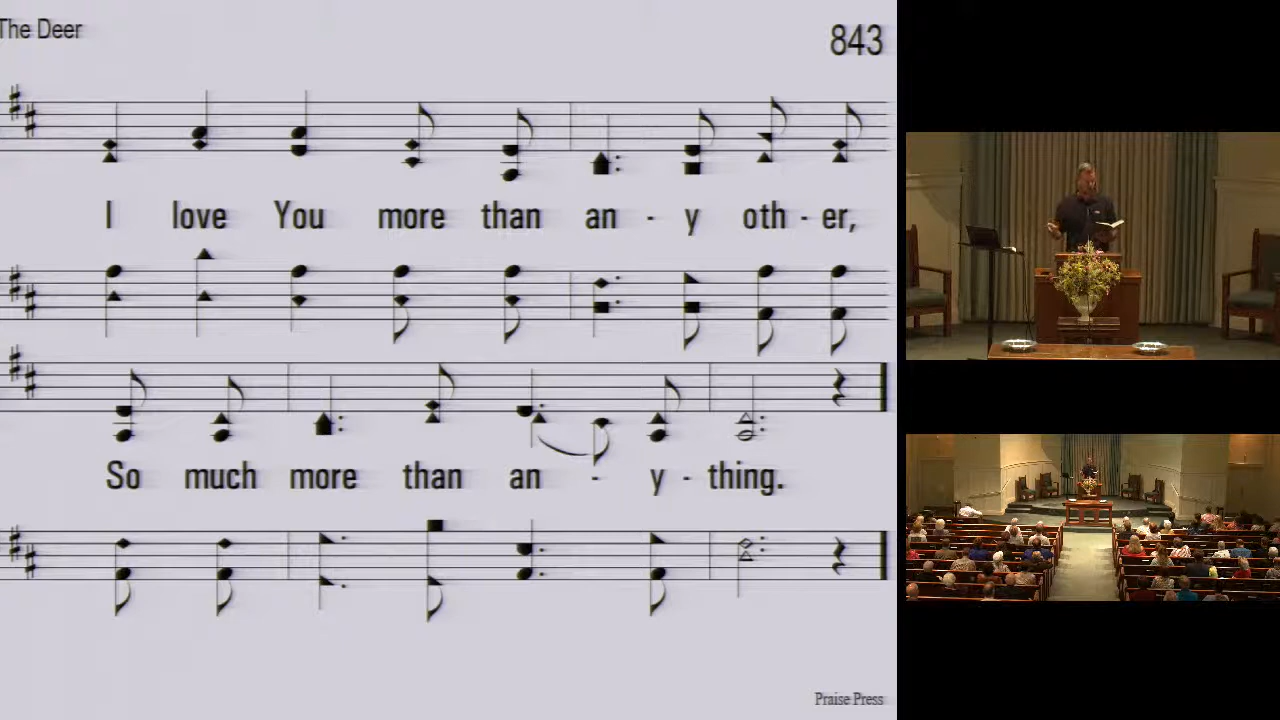 The Deer
843
I love You more than an - y oth - er,
So much more than an - y - thing.
Praise Press